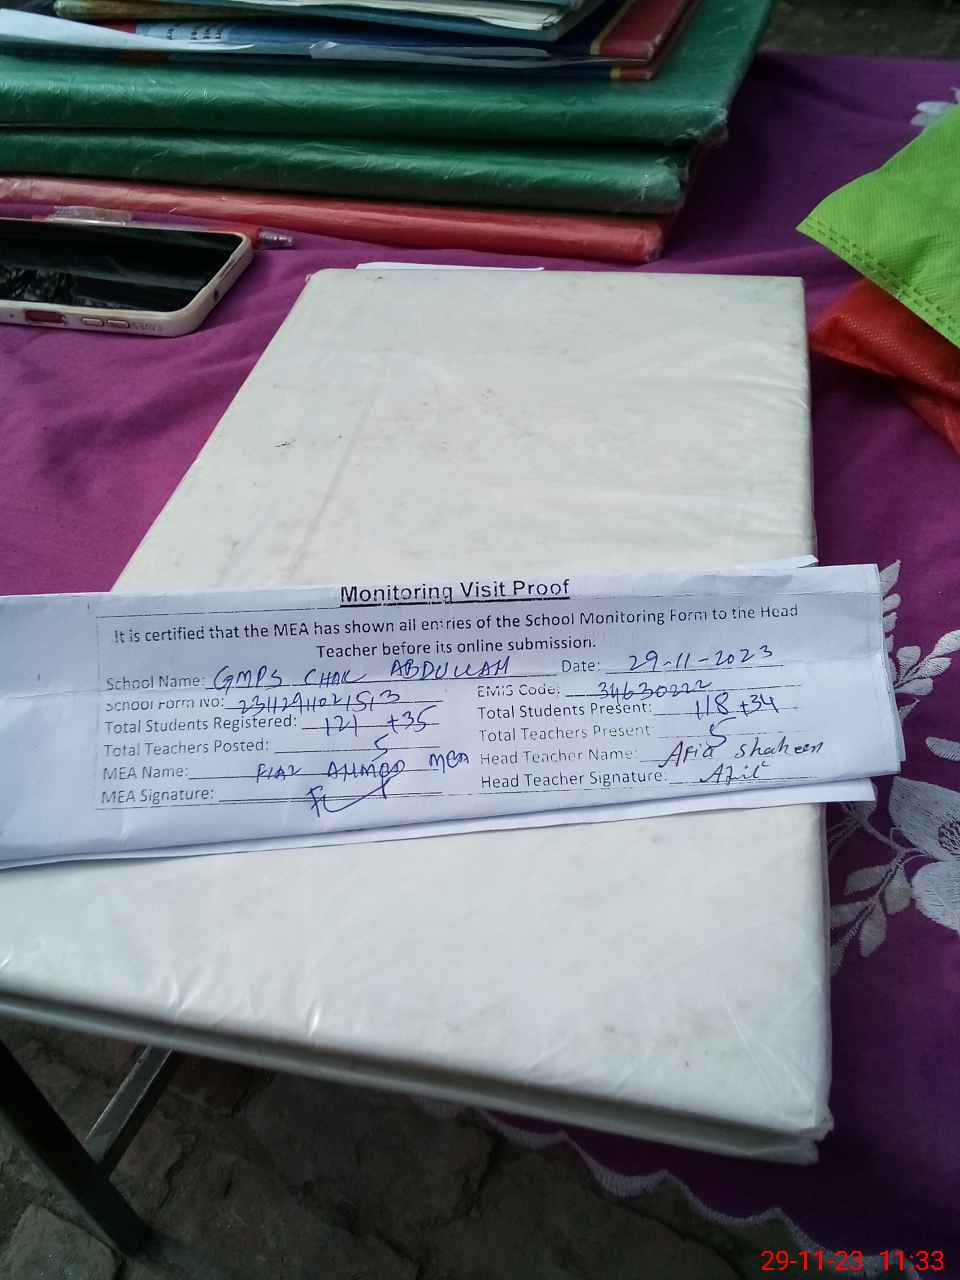 Monitoring Visit Proof
It is certified that the MEA has shown all entries of the School Monitoring Form to the Head
Teacher before its online submission.
School Name: GMPS CHAK ABDULLAH Date: 29-11-2023
School Form No: EMIS Code: 34630222
Total Students Registered: 121 +35 Total Students Present: 118 +34
Total Teachers Posted: 5 Total Teachers Present 5
MEA Name: FIAZ AHMED MEA Head Teacher Name: Afia Shaheen
MEA Signature: Head Teacher Signature:
29-11-23 11:33